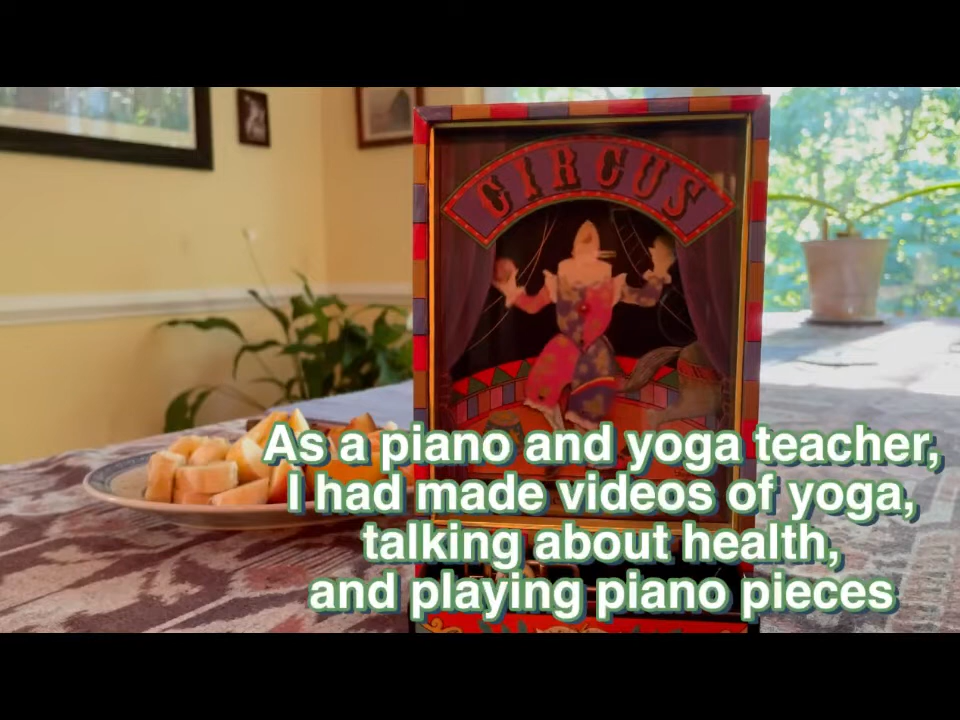 CIRCUS
As a piano and yoga teacher,
I had made videos of yoga,
talking about health,
and playing piano pieces